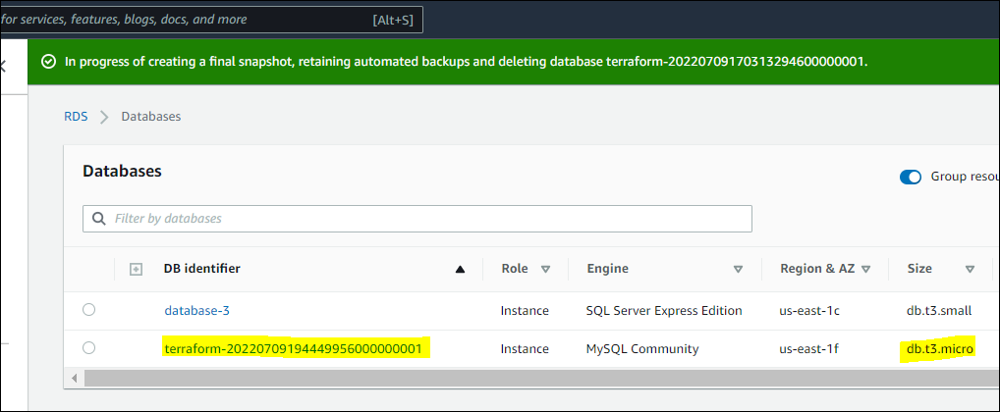 for services, features, blogs, docs, and more [Alt+S]
In progress of creating a final snapshot, retaining automated backups and deleting database terraform-20220709170313294600000001.
RDS Databases
Databases
Group resou
Filter by databases
DB identifier Role Engine Region & AZ Size
database-3 Instance SQL Server Express Edition us-east-1c db.t3.small
terraform-20220709194449956000000001 Instance MySQL Community us-east-1f db.t3.micro